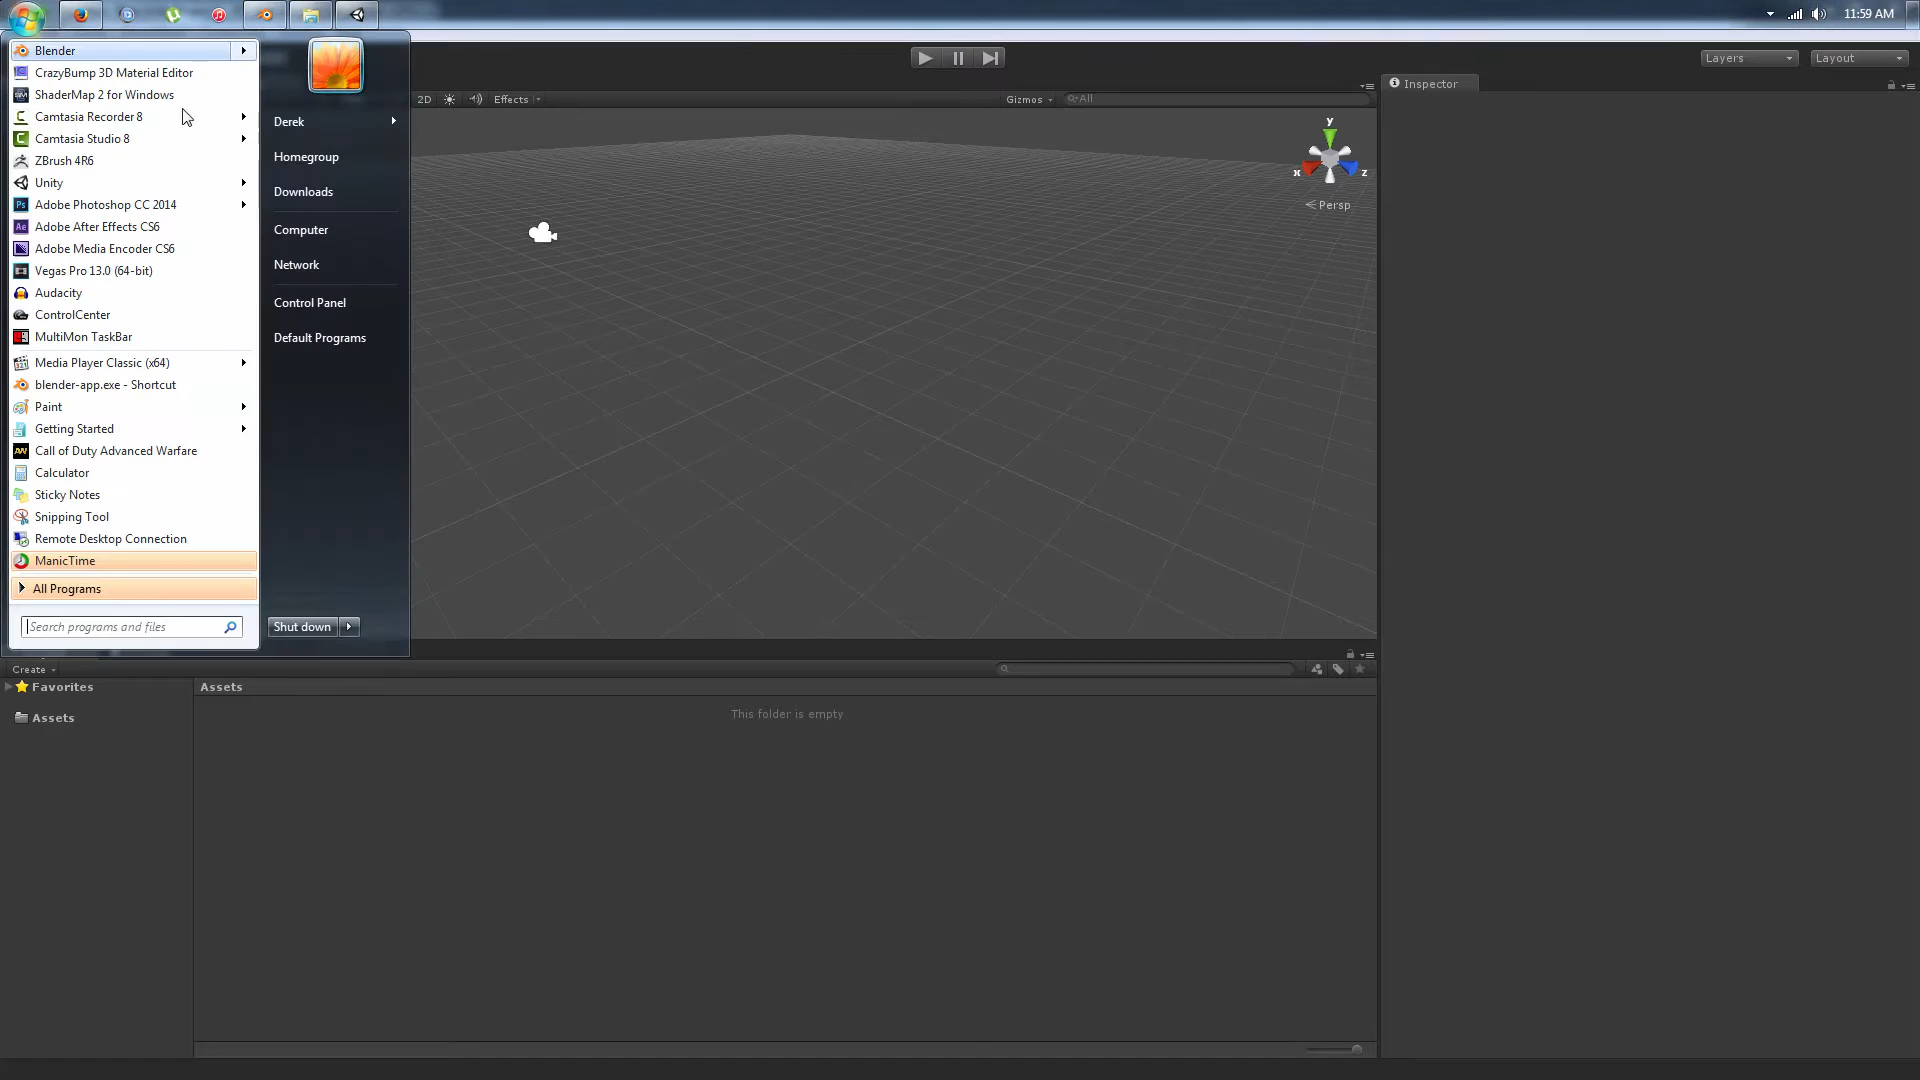 11:59 AM
Blender
CrazyBump 3D Material Editor
ShaderMap 2 for Windows
Camtasia Recorder 8
Camtasia Studio 8
ZBrush 4R6
Unity
Adobe Photoshop CC 2014
Adobe After Effects CS6
Adobe Media Encoder CS6
Vegas Pro 13.0 (64-bit)
Audacity
ControlCenter
MultiMon TaskBar
Media Player Classic (x64)
blender-app.exe - Shortcut
Paint
Getting Started
Call of Duty Advanced Warfare
Calculator
Sticky Notes
Snipping Tool
Remote Desktop Connection
ManicTime
All Programs
Search programs and files
Derek
Homegroup
Downloads
Computer
Network
Control Panel
Default Programs
Shut down
Layers
Layout
2D
Effects
Gizmos
All
Inspector
y
x
z
Persp
Create
Favorites
Assets
Assets
This folder is empty